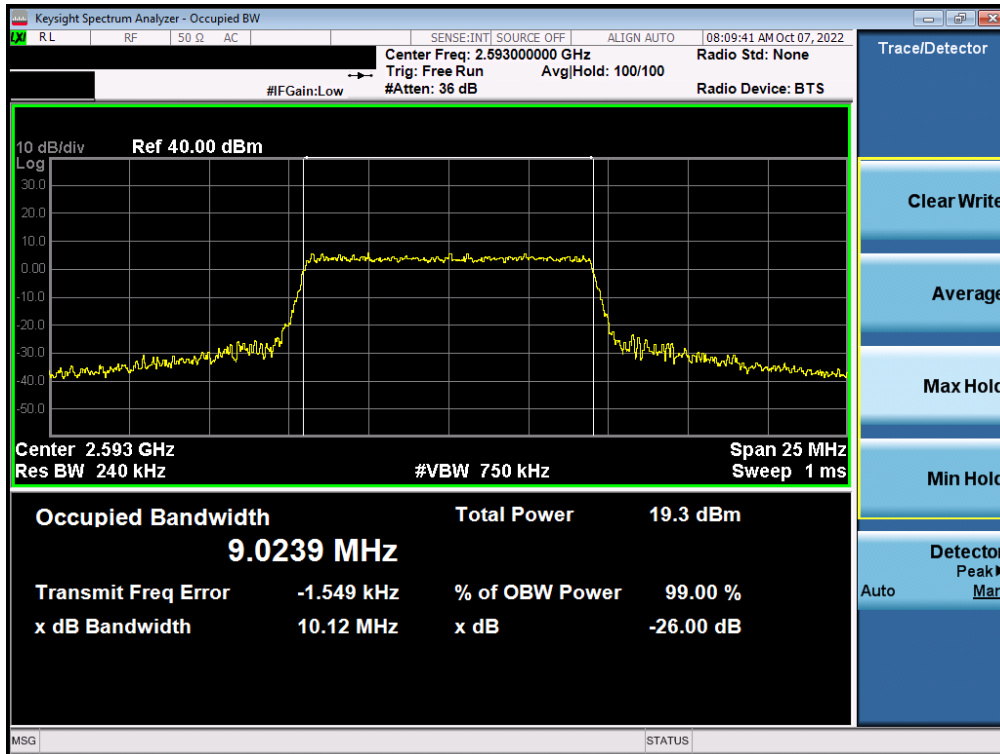 Keysight Spectrum Analyzer - Occupied BW
LXI RL RF 50 Ω AC SENSE:INT SOURCE OFF ALIGN AUTO 08:09:41 AM Oct 07, 2022
Center Freq: 2.593000000 GHz Radio Std: None
Trig: Free Run Avg|Hold: 100/100
#IFGain:Low #Atten: 36 dB Radio Device: BTS
Trace/Detector
10 dB/div Ref 40.00 dBm
Log
30.0
20.0
10.0
0.00
-10.0
-20.0
-30.0
-40.0
-50.0
Center 2.593 GHz Span 25 MHz
Res BW 240 kHz #VBW 750 kHz Sweep 1 ms
Occupied Bandwidth Total Power 19.3 dBm
9.0239 MHz
Transmit Freq Error -1.549 kHz % of OBW Power 99.00 %
x dB Bandwidth 10.12 MHz x dB -26.00 dB
Clear Write
Average
Max Hold
Min Hold
Detector
Peak
Auto Man
MSG STATUS